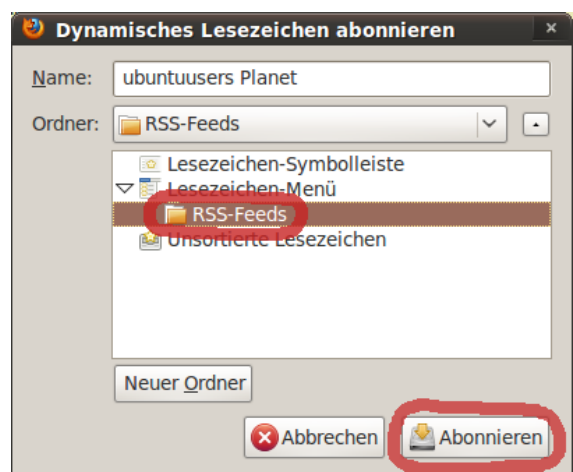 Dynamisches Lesezeichen abonnieren
Name: ubuntuusers Planet
Ordner: RSS-Feeds
Lesezeichen-Symbolleiste
Lesezeichen-Menü
RSS-Feeds
Unsortierte Lesezeichen
Neuer Ordner
Abbrechen Abonnieren